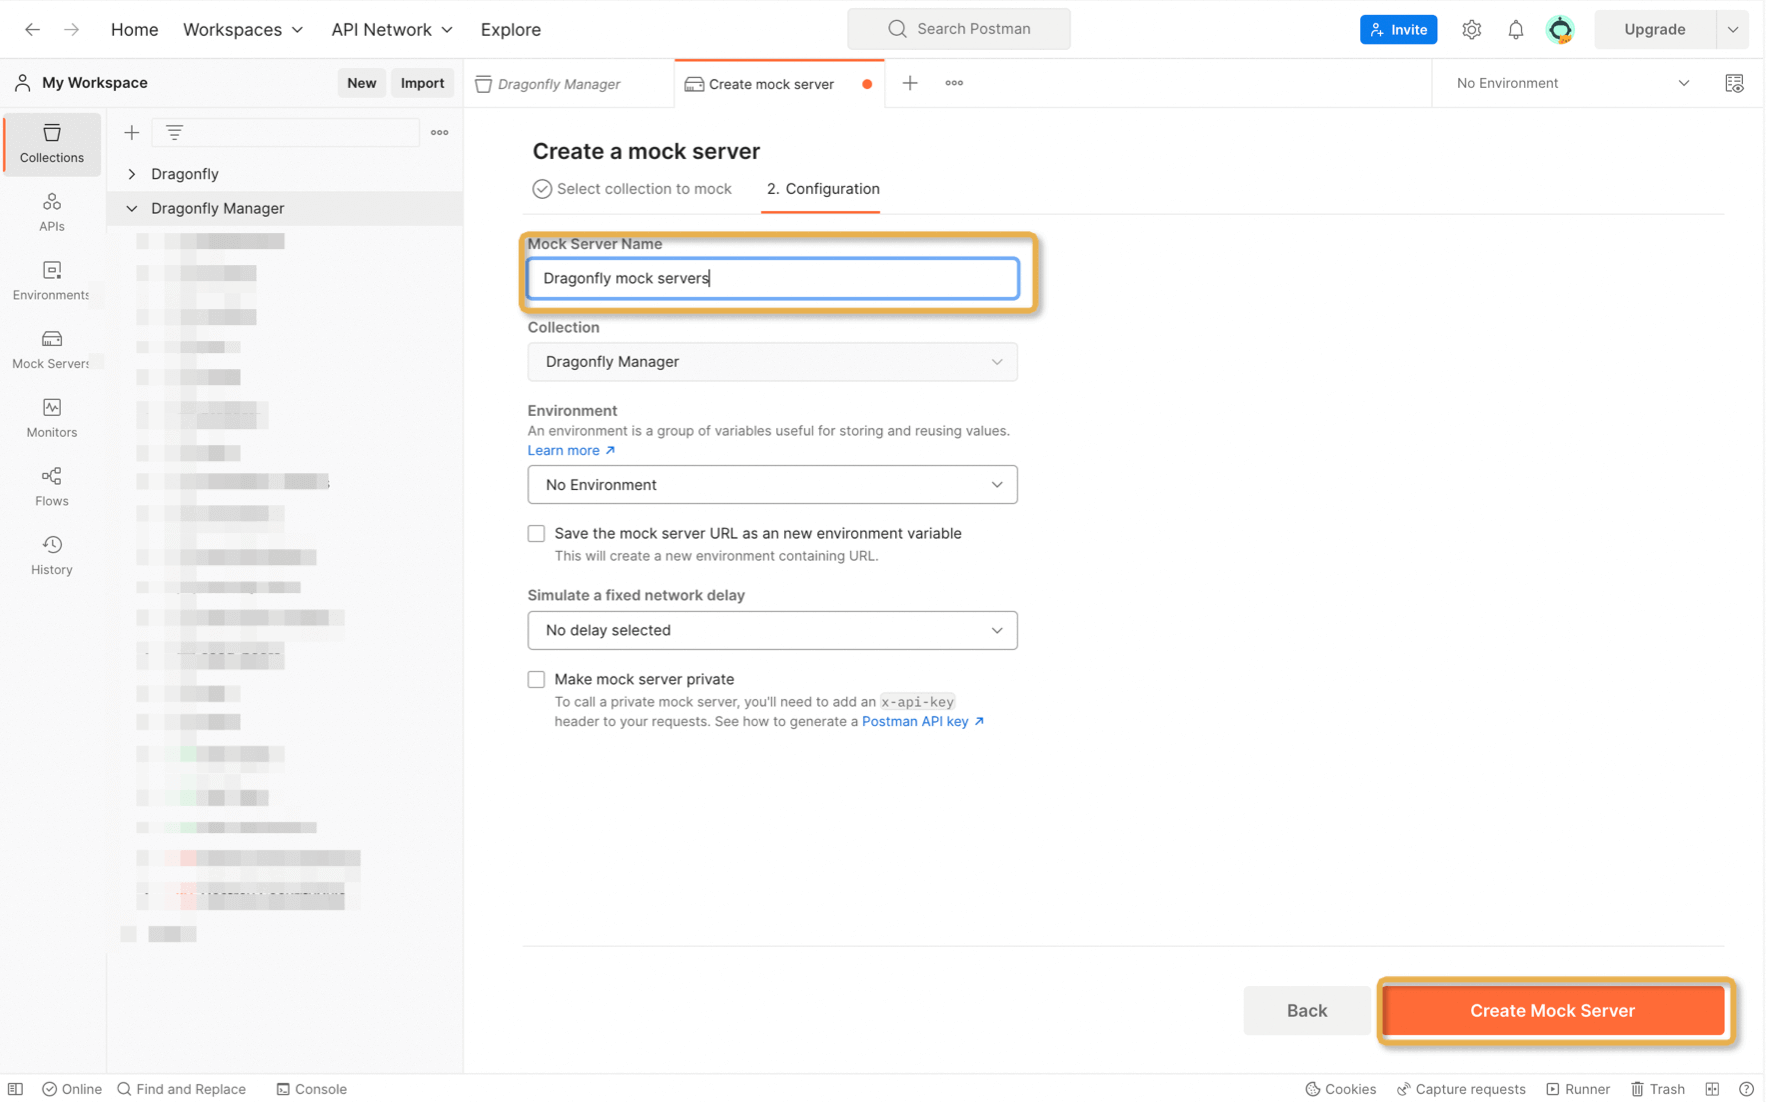 Home Workspaces API Network Explore Search Postman Invite Upgrade
My Workspace New Import Dragonfly Manager Create mock server No Environment
Collections
APIs
Environments
Mock Servers
Monitors
Flows
History
Dragonfly
Dragonfly Manager
Create a mock server
Select collection to mock 2. Configuration
Mock Server Name
Dragonfly mock servers
Collection
Dragonfly Manager
Environment
An environment is a group of variables useful for storing and reusing values.
Learn more
No Environment
Save the mock server URL as an new environment variable
This will create a new environment containing URL.
Simulate a fixed network delay
No delay selected
Make mock server private
To call a private mock server, you'll need to add an x-api-key
header to your requests. See how to generate a Postman API key
Back Create Mock Server
Online Find and Replace Console Cookies Capture requests Runner Trash